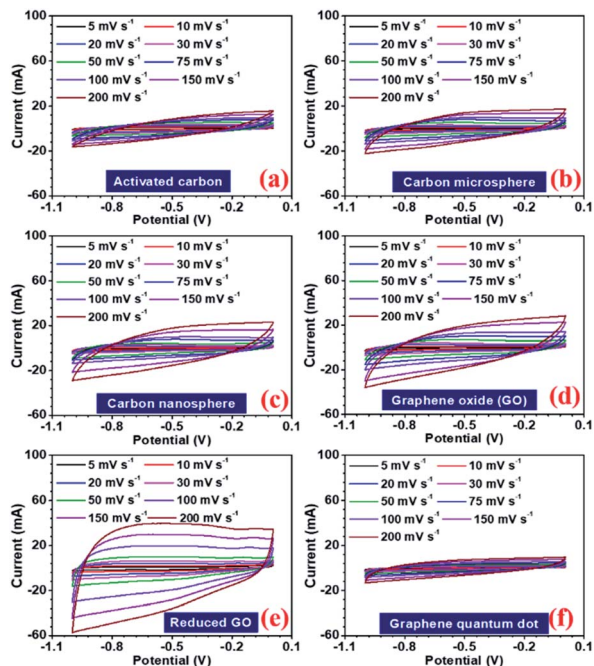 Current (mA)
100
60
20
-20
-60
5 mV s⁻¹ 10 mV s⁻¹
20 mV s⁻¹ 30 mV s⁻¹
50 mV s⁻¹ 75 mV s⁻¹
100 mV s⁻¹ 150 mV s⁻¹
200 mV s⁻¹
Activated carbon (a)
-1.1 -0.8 -0.5 -0.2 0.1
Potential (V)
Current (mA)
100
60
20
-20
-60
5 mV s⁻¹ 10 mV s⁻¹
20 mV s⁻¹ 30 mV s⁻¹
50 mV s⁻¹ 75 mV s⁻¹
100 mV s⁻¹ 150 mV s⁻¹
200 mV s⁻¹
Carbon microsphere (b)
-1.1 -0.8 -0.5 -0.2 0.1
Potential (V)
Current (mA)
100
60
20
-20
-60
5 mV s⁻¹ 10 mV s⁻¹
20 mV s⁻¹ 30 mV s⁻¹
50 mV s⁻¹ 75 mV s⁻¹
100 mV s⁻¹ 150 mV s⁻¹
200 mV s⁻¹
Carbon nanosphere (c)
-1.1 -0.8 -0.5 -0.2 0.1
Potential (V)
Current (mA)
100
60
20
-20
-60
5 mV s⁻¹ 10 mV s⁻¹
20 mV s⁻¹ 30 mV s⁻¹
50 mV s⁻¹ 75 mV s⁻¹
100 mV s⁻¹ 150 mV s⁻¹
200 mV s⁻¹
Graphene oxide (GO) (d)
-1.1 -0.8 -0.5 -0.2 0.1
Potential (V)
Current (mA)
100
60
20
-20
-60
5 mV s⁻¹ 10 mV s⁻¹
20 mV s⁻¹ 30 mV s⁻¹
50 mV s⁻¹ 100 mV s⁻¹
150 mV s⁻¹ 200 mV s⁻¹
(e) Reduced GO
-1.1 -0.8 -0.5 -0.2 0.1
Potential (V)
Current (mA)
100
60
20
-20
-60
5 mV s⁻¹ 10 mV s⁻¹
20 mV s⁻¹ 30 mV s⁻¹
50 mV s⁻¹ 75 mV s⁻¹
100 mV s⁻¹ 150 mV s⁻¹
200 mV s⁻¹
Graphene quantum dot (f)
-1.1 -0.8 -0.5 -0.2 0.1
Potential (V)